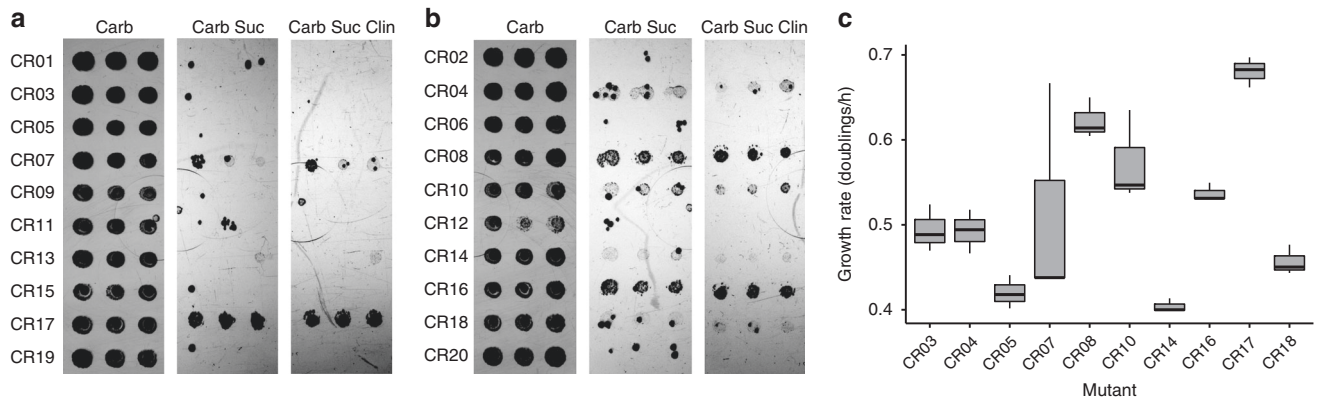 a
Carb
Carb Suc
Carb Suc Clin
CR01
CR03
CR05
CR07
CR09
CR11
CR13
CR15
CR17
CR19
b
Carb
Carb Suc
Carb Suc Clin
CR02
CR04
CR06
CR08
CR10
CR12
CR14
CR16
CR18
CR20
c
Growth rate (doublings/h)
0.7
0.6
0.5
0.4
CR03
CR04
CR05
CR07
CR08
CR10
CR14
CR16
CR17
CR18
Mutant